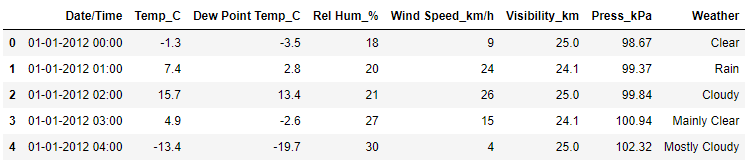 Date/Time Temp_C Dew Point Temp_C Rel Hum_% Wind Speed_km/h Visibility_km Press_kPa Weather
0 01-01-2012 00:00 -1.3 -3.5 18 9 25.0 98.67 Clear
1 01-01-2012 01:00 7.4 2.8 20 24 24.1 99.37 Rain
2 01-01-2012 02:00 15.7 13.4 21 26 25.0 99.84 Cloudy
3 01-01-2012 03:00 4.9 -2.6 27 15 24.1 100.94 Mainly Clear
4 01-01-2012 04:00 -13.4 -19.7 30 4 25.0 102.32 Mostly Cloudy